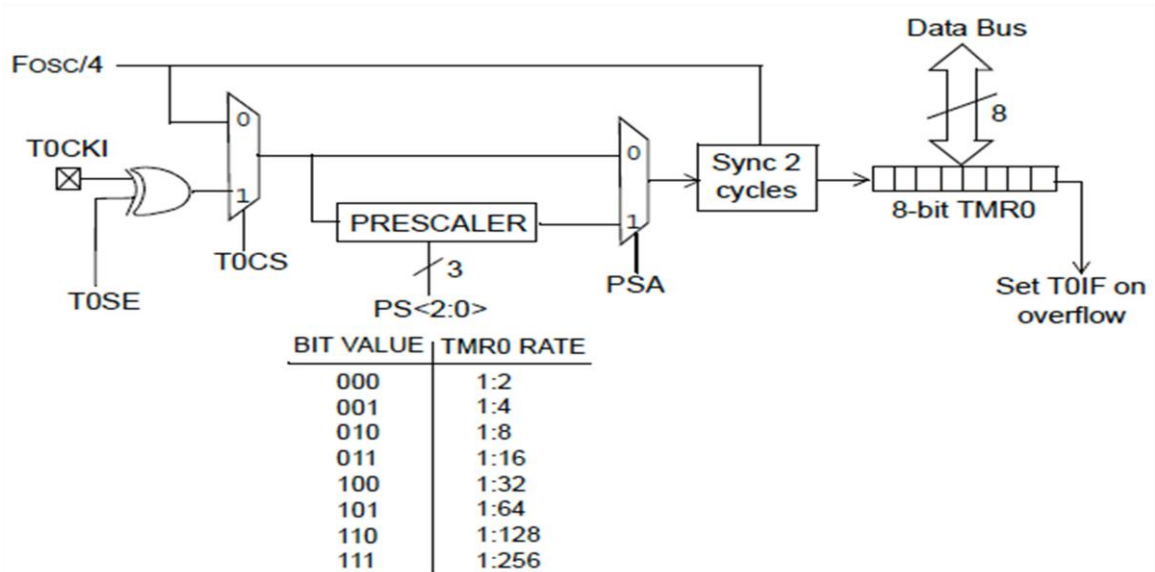 Data Bus
Fosc/4
8
0
T0CKI
0
Sync 2
cycles
1
8-bit TMR0
PRESCALER
1
T0CS
3
PSA
T0SE
PS<2:0>
Set T0IF on
overflow
BIT VALUE TMR0 RATE
000 1:2
001 1:4
010 1:8
011 1:16
100 1:32
101 1:64
110 1:128
111 1:256